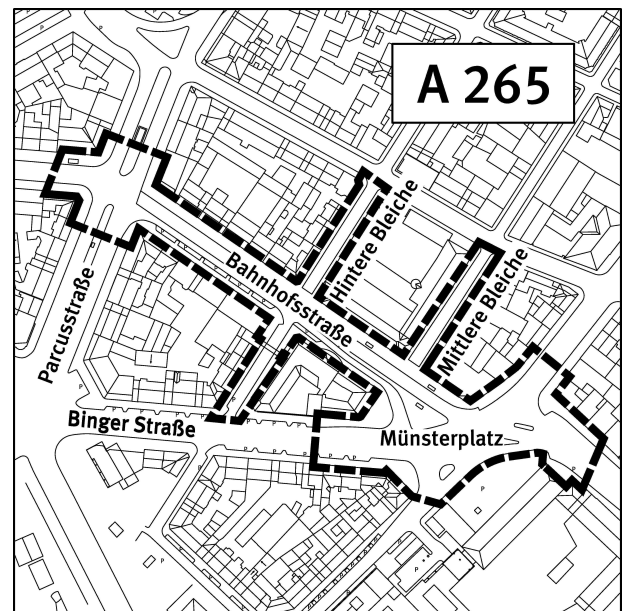 A 265
Hintere Bleiche
Bahnhofsstraße
Mittlere Bleiche
Parcusstraße
Binger Straße
Münsterplatz